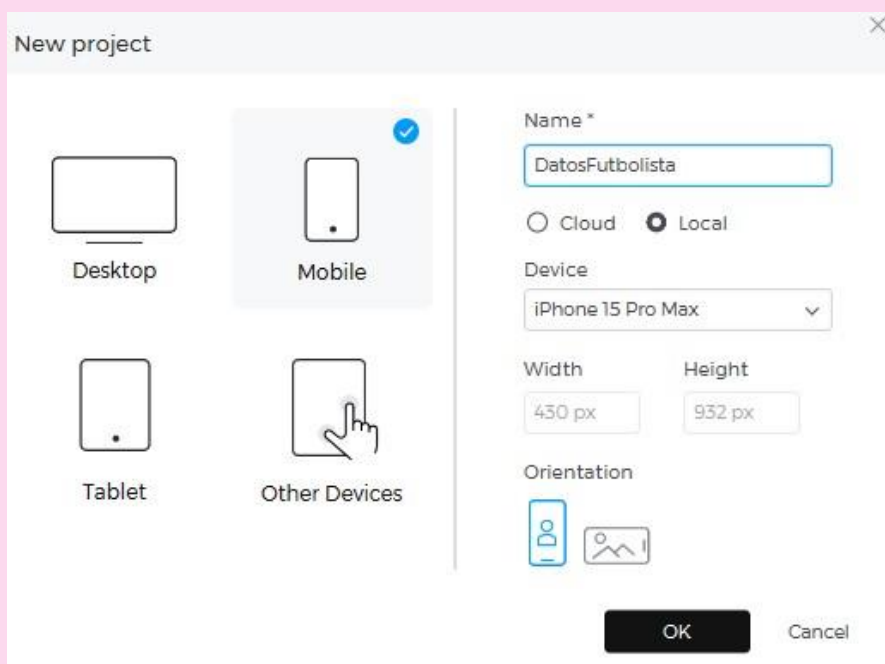 New project
Desktop
Mobile
Tablet
Other Devices
Name *
DatosFutbolista
Cloud Local
Device
iPhone 15 Pro Max
Width Height
430 px 932 px
Orientation
OK Cancel